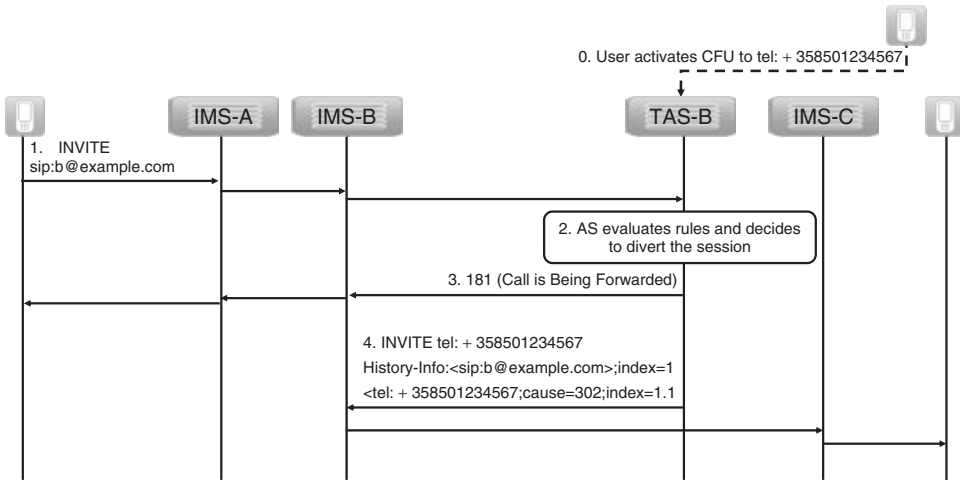 0. User activates CFU to tel: + 358501234567
IMS-A
IMS-B
TAS-B
IMS-C
1. INVITE
sip:b@example.com
2. AS evaluates rules and decides
to divert the session
3. 181 (Call is Being Forwarded)
4. INVITE tel: + 358501234567
History-Info:<sip:b@example.com>;index=1
<tel: + 358501234567;cause=302;index=1.1